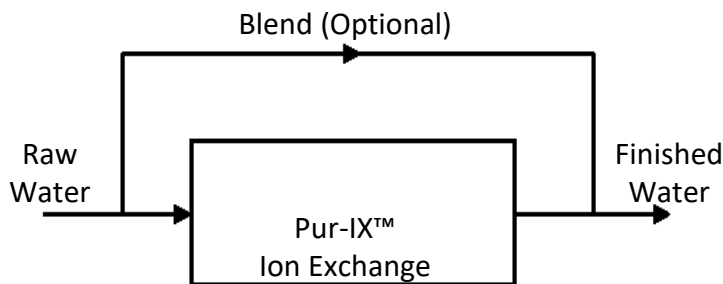 Blend (Optional)
Raw
Water
Finished
Water
Pur-IX™
Ion Exchange